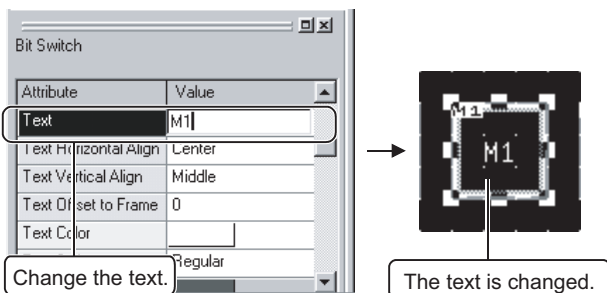 Bit Switch
Attribute Value
Text M1
Text Horizontal Align Center
Text Vertical Align Middle
Text Offset to Frame 0
Text Color
Regular
Change the text.
M1
M1
The text is changed.